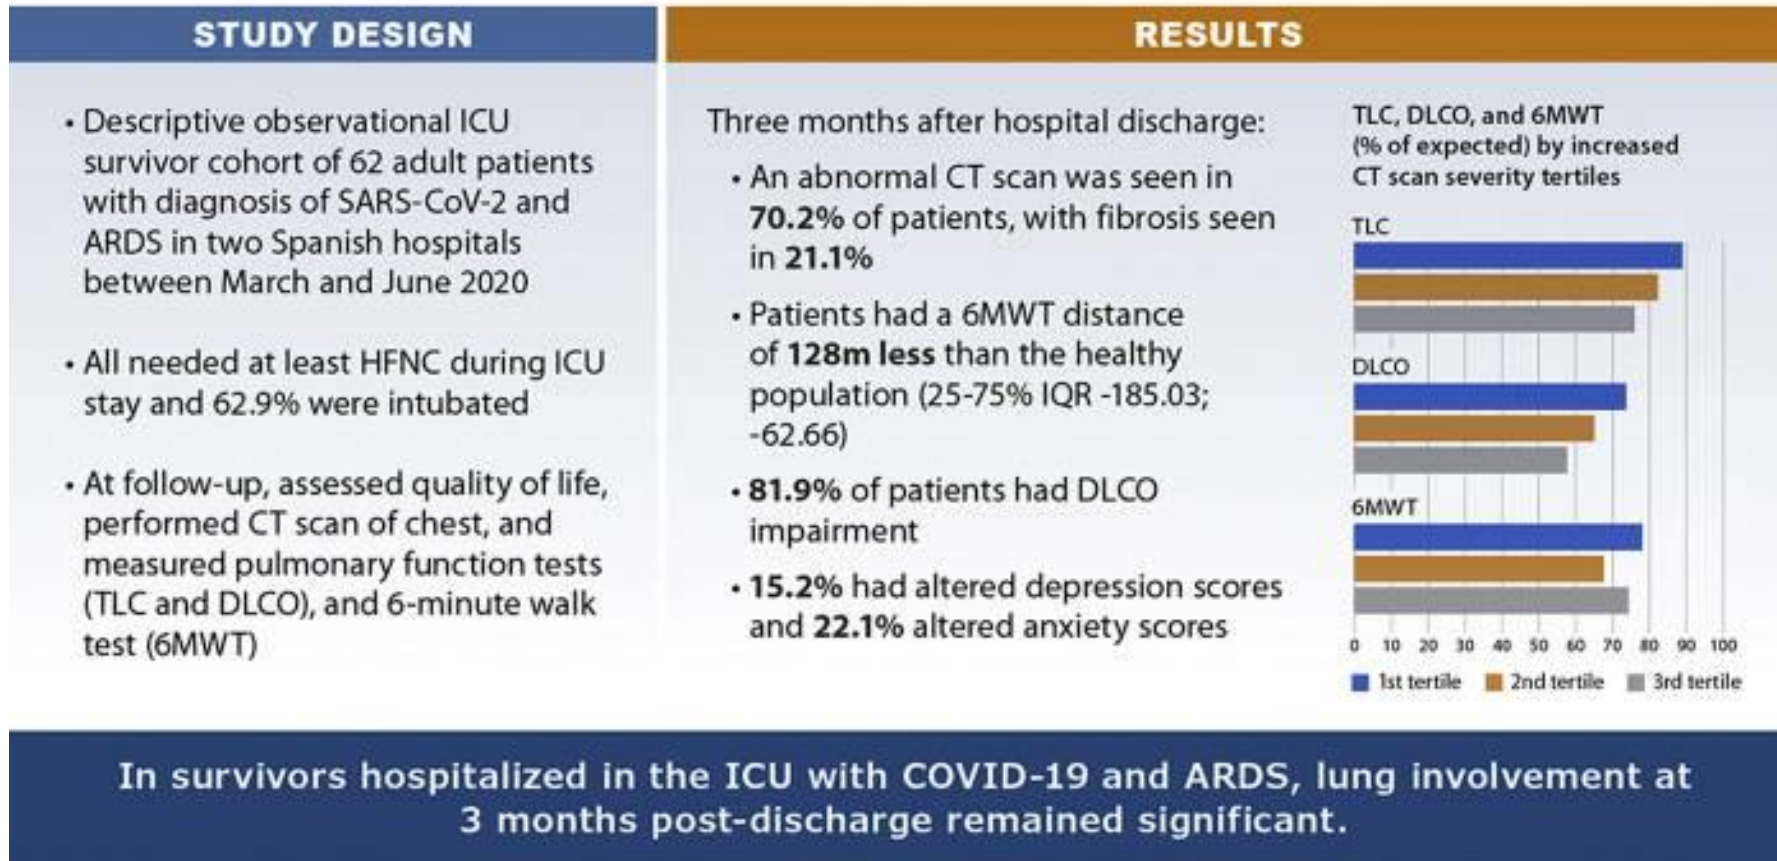 STUDY DESIGN
• Descriptive observational ICU
survivor cohort of 62 adult patients
with diagnosis of SARS-CoV-2 and
ARDS in two Spanish hospitals
between March and June 2020
• All needed at least HFNC during ICU
stay and 62.9% were intubated
• At follow-up, assessed quality of life,
performed CT scan of chest, and
measured pulmonary function tests
(TLC and DLCO), and 6-minute walk
test (6MWT)
RESULTS
Three months after hospital discharge:
• An abnormal CT scan was seen in
70.2% of patients, with fibrosis seen
in 21.1%
• Patients had a 6MWT distance
of 128m less than the healthy
population (25-75% IQR -185.03;
-62.66)
• 81.9% of patients had DLCO
impairment
• 15.2% had altered depression scores
and 22.1% altered anxiety scores
TLC, DLCO, and 6MWT
(% of expected) by increased
CT scan severity tertiles
TLC
DLCO
6MWT
0 10 20 30 40 50 60 70 80 90 100
1st tertile 2nd tertile 3rd tertile
In survivors hospitalized in the ICU with COVID-19 and ARDS, lung involvement at
3 months post-discharge remained significant.